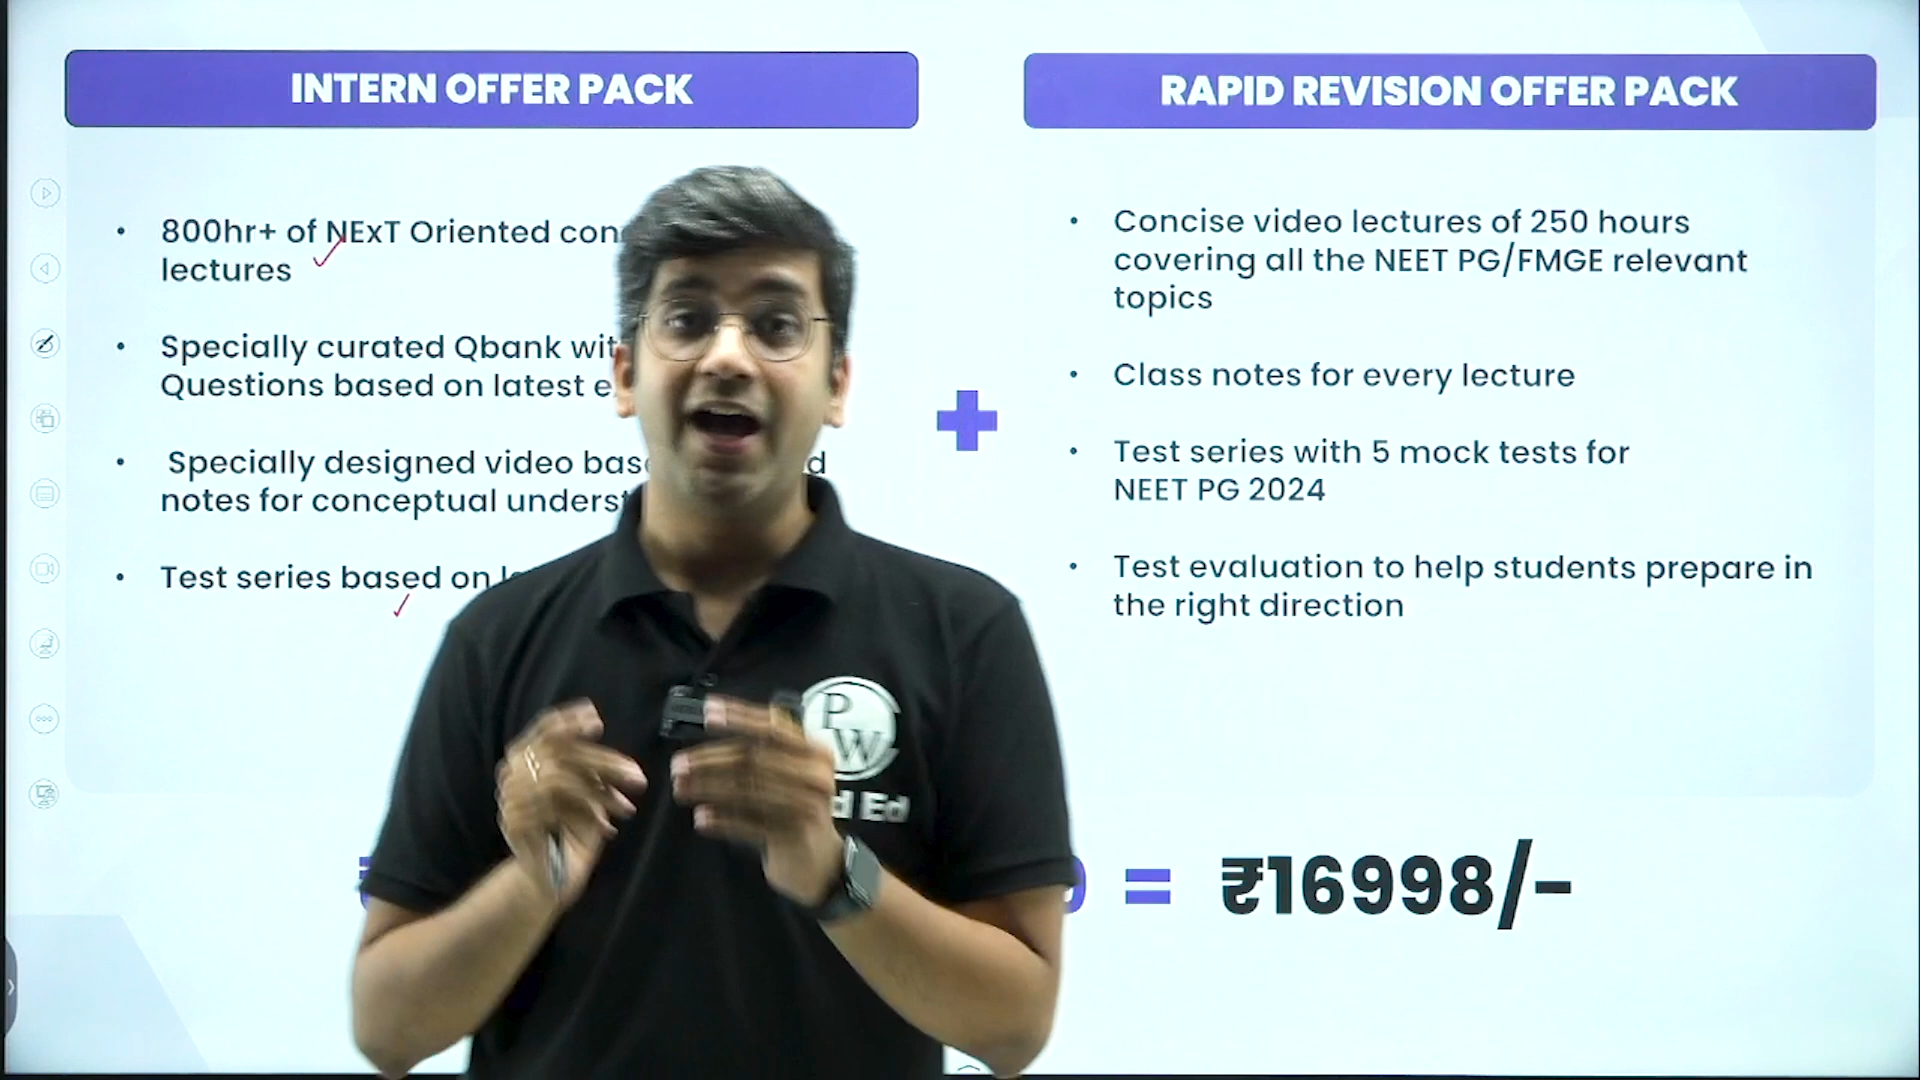 INTERN OFFER PACK
800hr+ of NExT Oriented
lectures
Specially curated Qbank
Questions based on latest
Specially designed video
notes for conceptual
Test series based on
RAPID REVISION OFFER PACK
Concise video lectures of 250 hours
covering all the NEET PG/FMGE relevant
topics
Class notes for every lecture
Test series with 5 mock tests for
NEET PG 2024
Test evaluation to help students prepare in
the right direction
+
= ₹16998/-
PW
Ed